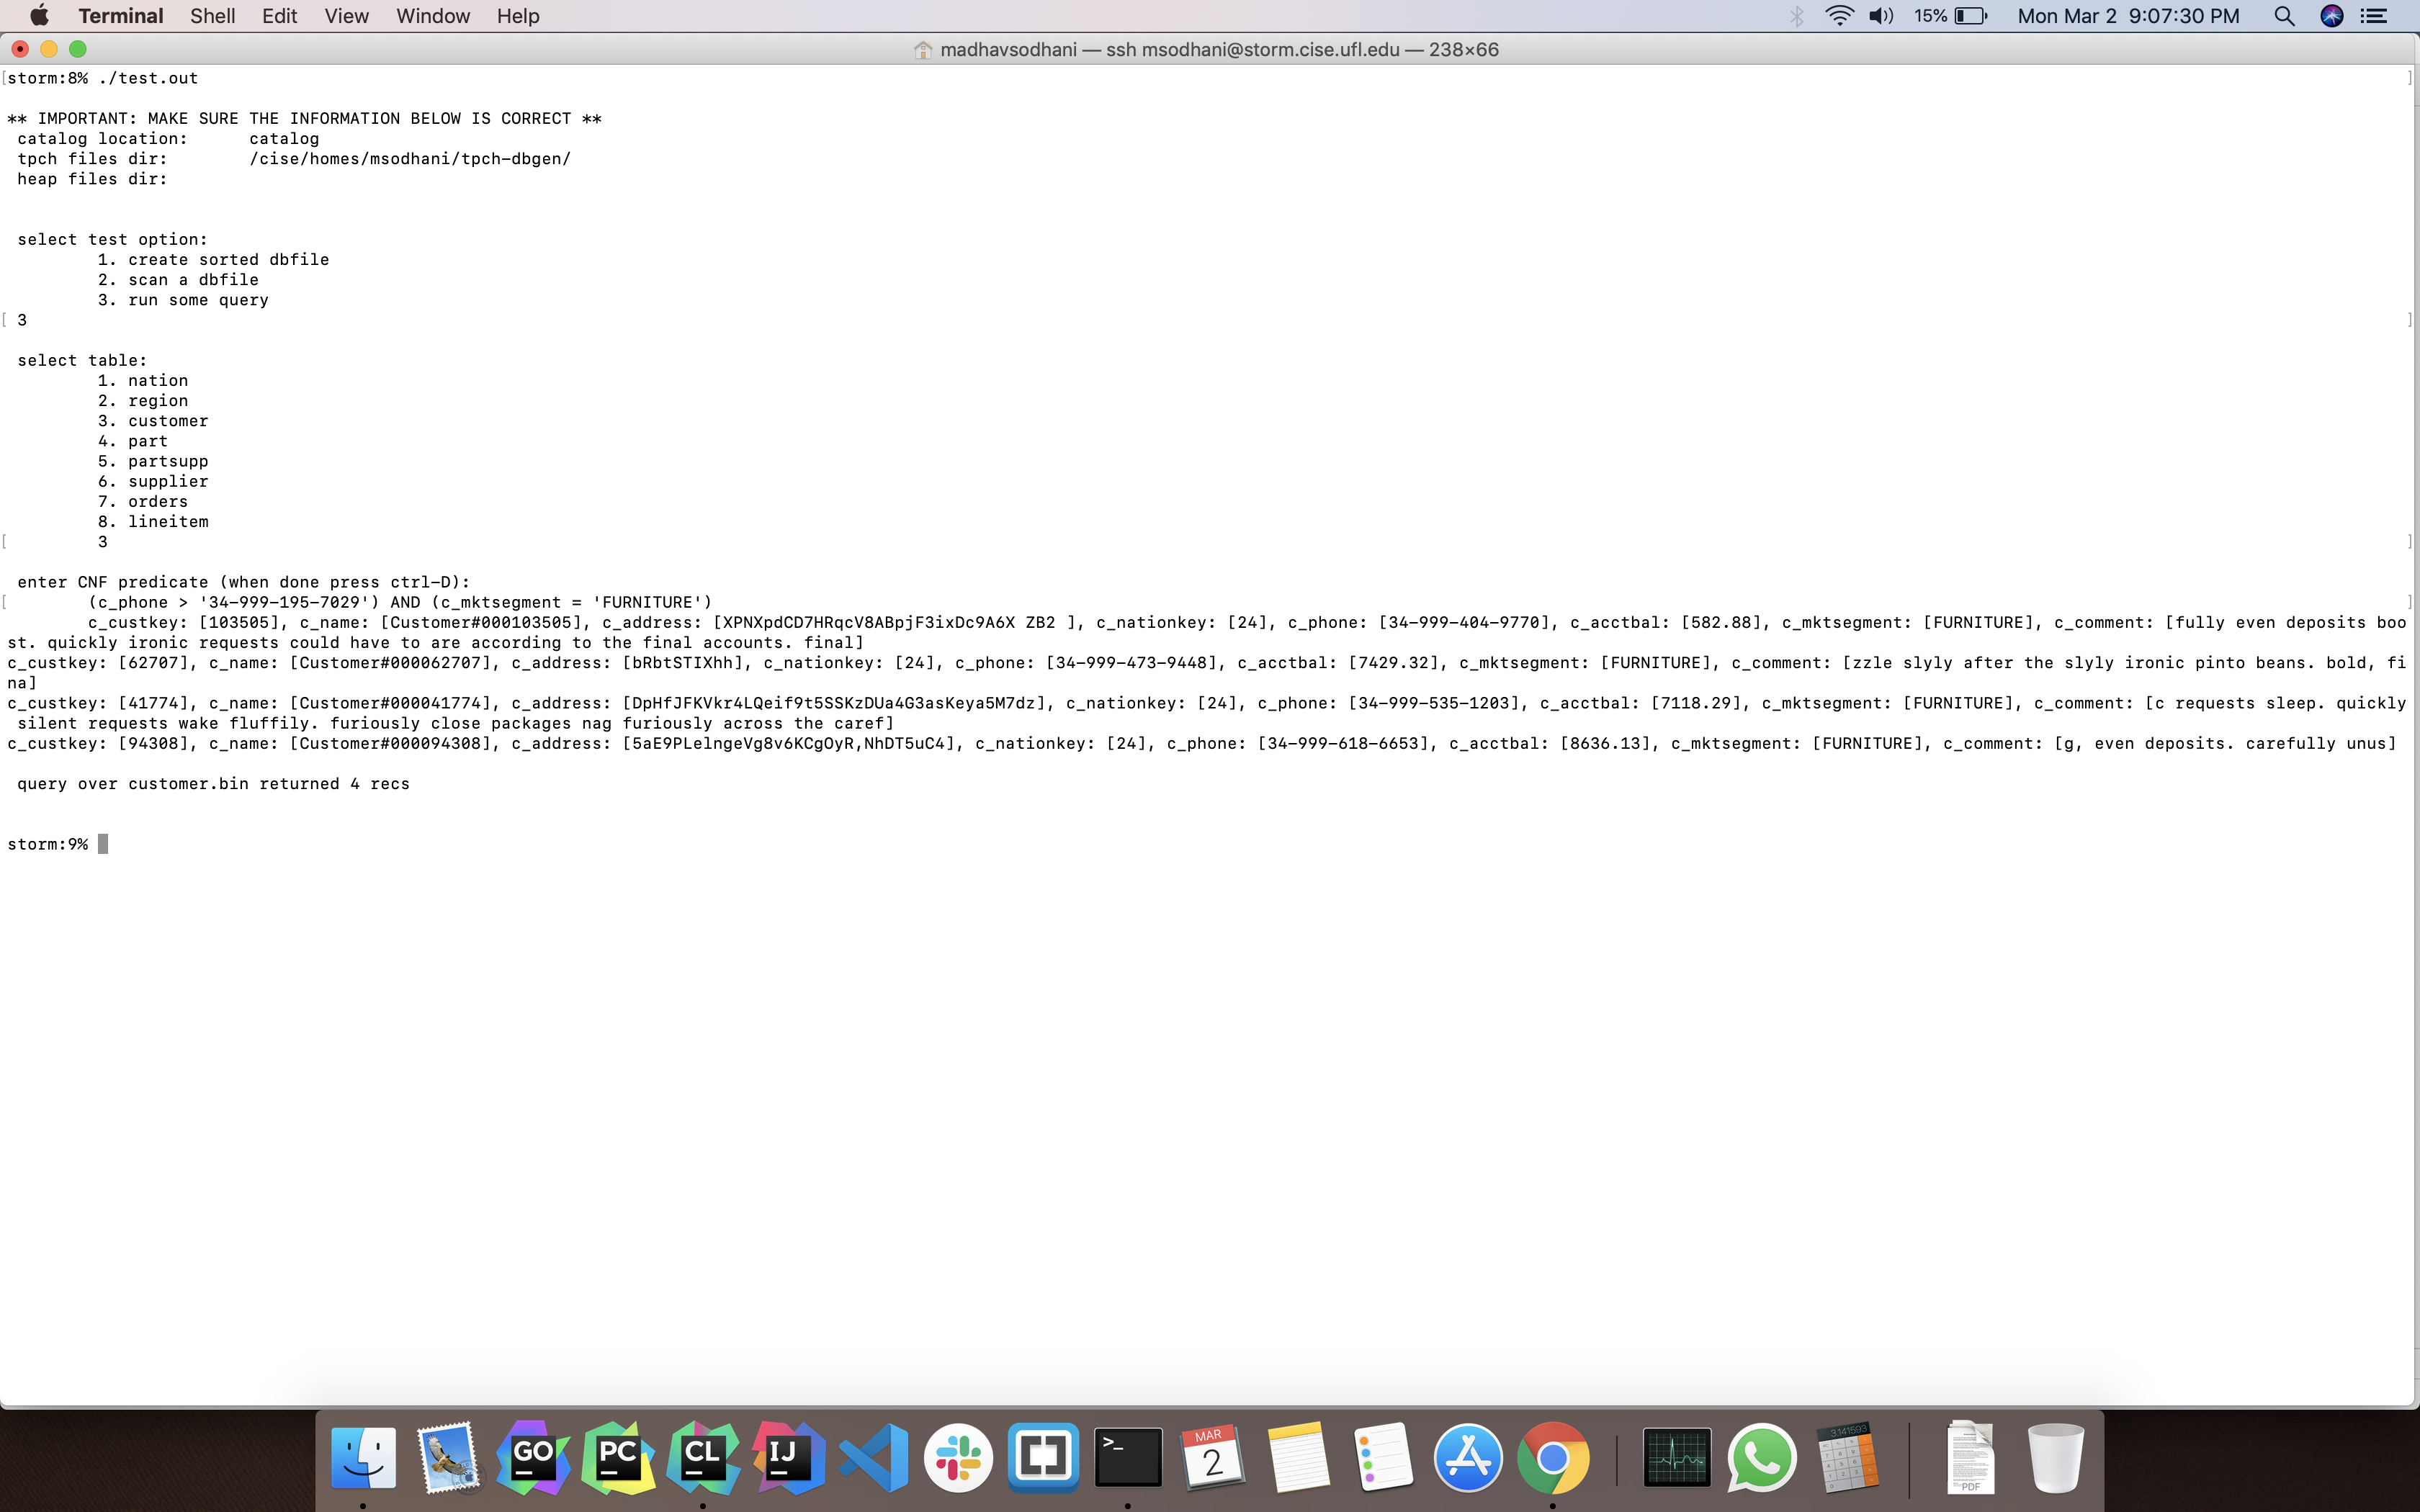 Terminal Shell Edit View Window Help 15% Mon Mar 2 9:07:30 PM
madhavsodhani — ssh msodhani@storm.cise.ufl.edu — 238×66
[storm:8% ./test.out ]
** IMPORTANT: MAKE SURE THE INFORMATION BELOW IS CORRECT **
catalog location: catalog
tpch files dir: /cise/homes/msodhani/tpch-dbgen/
heap files dir:
select test option:
1. create sorted dbfile
2. scan a dbfile
3. run some query
[ 3 ]
select table:
1. nation
2. region
3. customer
4. part
5. partsupp
6. supplier
7. orders
8. lineitem
[ 3 ]
enter CNF predicate (when done press ctrl-D):
[ (c_phone > '34-999-195-7029') AND (c_mktsegment = 'FURNITURE') ]
c_custkey: [103505], c_name: [Customer#000103505], c_address: [XPNXpdCD7HRqcV8ABpjF3ixDc9A6X ZB2 ], c_nationkey: [24], c_phone: [34-999-404-9770], c_acctbal: [582.88], c_mktsegment: [FURNITURE], c_comment: [fully even deposits boo
st. quickly ironic requests could have to are according to the final accounts. final]
c_custkey: [62707], c_name: [Customer#000062707], c_address: [bRbtSTIXhh], c_nationkey: [24], c_phone: [34-999-473-9448], c_acctbal: [7429.32], c_mktsegment: [FURNITURE], c_comment: [zzle slyly after the slyly ironic pinto beans. bold, fi
na]
c_custkey: [41774], c_name: [Customer#000041774], c_address: [DpHfJFKVkr4LQeif9t5SSKzDUa4G3asKeya5M7dz], c_nationkey: [24], c_phone: [34-999-535-1203], c_acctbal: [7118.29], c_mktsegment: [FURNITURE], c_comment: [c requests sleep. quickly
silent requests wake fluffily. furiously close packages nag furiously across the caref]
c_custkey: [94308], c_name: [Customer#000094308], c_address: [5aE9PLelngeVg8v6KCgOyR,NhDT5uC4], c_nationkey: [24], c_phone: [34-999-618-6653], c_acctbal: [8636.13], c_mktsegment: [FURNITURE], c_comment: [g, even deposits. carefully unus]
query over customer.bin returned 4 recs
storm:9%
GO PC CL IJ >_ MAR 3.141593 PDF
2